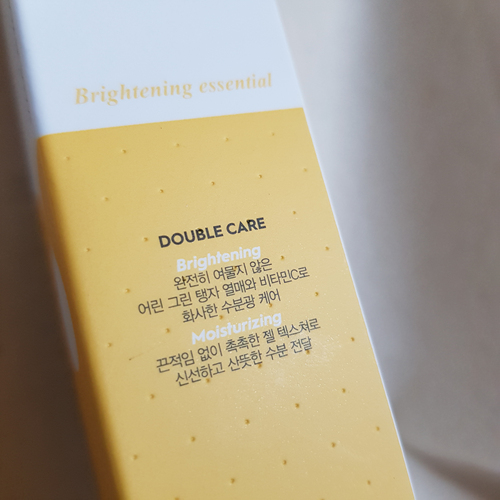 Brightening essential
DOUBLE CARE
Brightening
완전히 여물지 않은
어린 그린 탱자 열매와 비타민C로
화사한 수분광 케어
Moisturizing
끈적임 없이 촉촉한 젤 텍스쳐로
신선하고 산뜻한 수분 전달